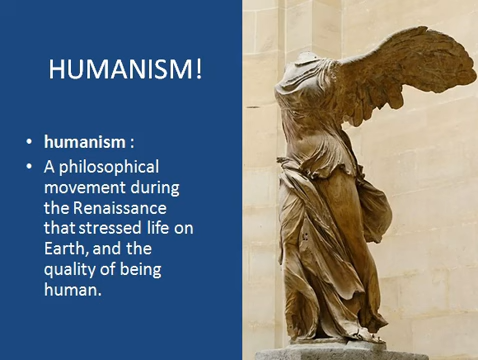 HUMANISM!
• humanism :
• A philosophical
movement during
the Renaissance
that stressed life on
Earth, and the
quality of being
human.